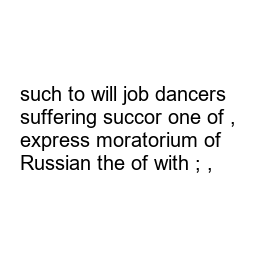 such to will job dancers
suffering succor one of ,
express moratorium of
Russian the of with ; ,